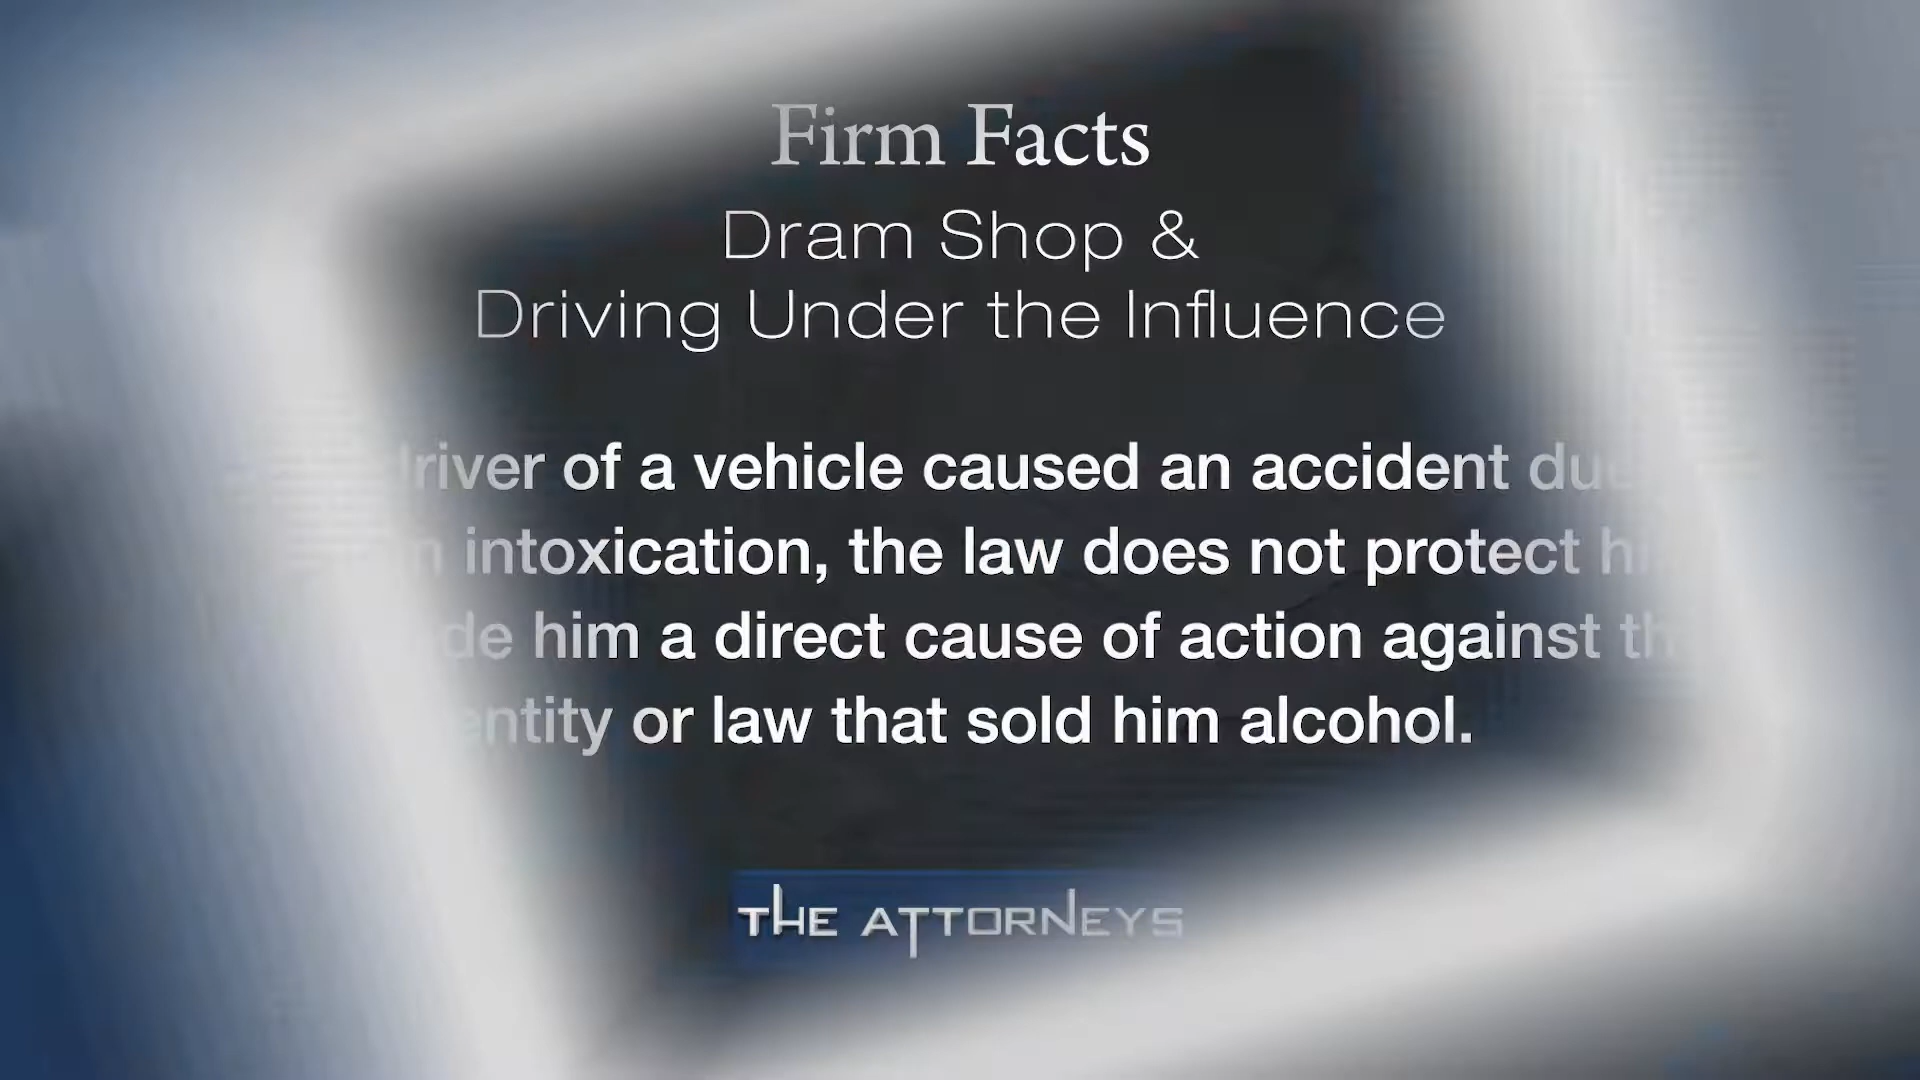 Firm Facts
Dram Shop &
Driving Under the Influence
of a vehicle caused an accident
intoxication, the law does not protect
him a direct cause of action against
entity or law that sold him alcohol.
THE ATTORNEYS